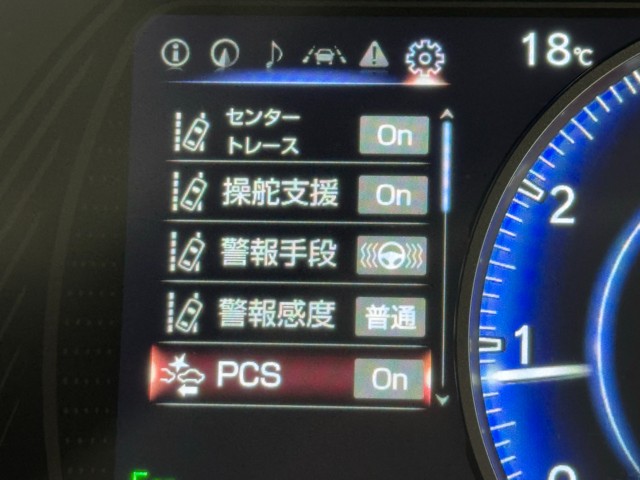 18℃
センター
トレース
On
操舵支援 On
警報手段
警報感度 普通
PCS On
2
1
0